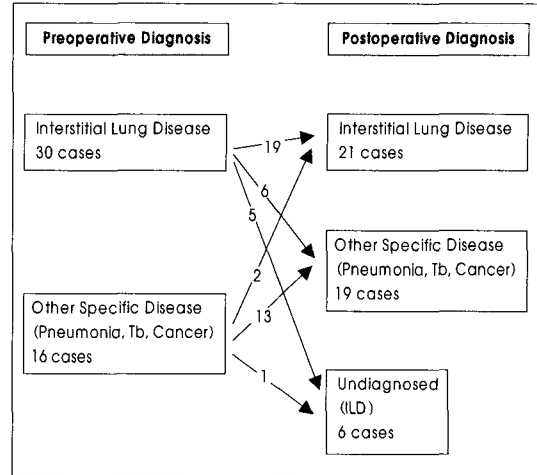 Preoperative Diagnosis
Postoperative Diagnosis
Interstitial Lung Disease
30 cases
Interstitial Lung Disease
21 cases
19
6
5
2
13
1
Other Specific Disease
(Pneumonia, Tb, Cancer)
19 cases
Other Specific Disease
(Pneumonia, Tb, Cancer)
16 cases
Undiagnosed
(ILD)
6 cases